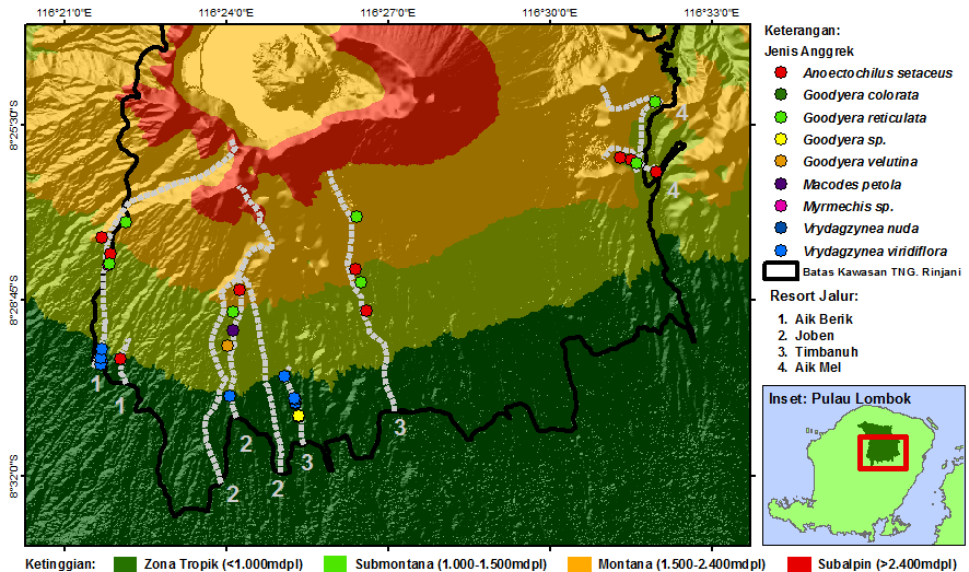 116°21'0"E 116°24'0"E 116°27'0"E 116°30'0"E 116°33'0"E
8°25'30"S
8°28'45"S
8°32'0"S
4
4
1
1
2
2
2
3
3
Keterangan:
Jenis Anggrek
Anoectochilus setaceus
Goodyera colorata
Goodyera reticulata
Goodyera sp.
Goodyera velutina
Macodes petola
Myrmechis sp.
Vrydagzynea nuda
Vrydagzynea viridiflora
Batas Kawasan TNG. Rinjani
Resort Jalur:
1. Aik Berik
2. Joben
3. Timbanuh
4. Aik Mel
Inset: Pulau Lombok
Ketinggian: Zona Tropik (<1.000mdpl) Submontana (1.000-1.500mdpl) Montana (1.500-2.400mdpl) Subalpin (>2.400mdpl)